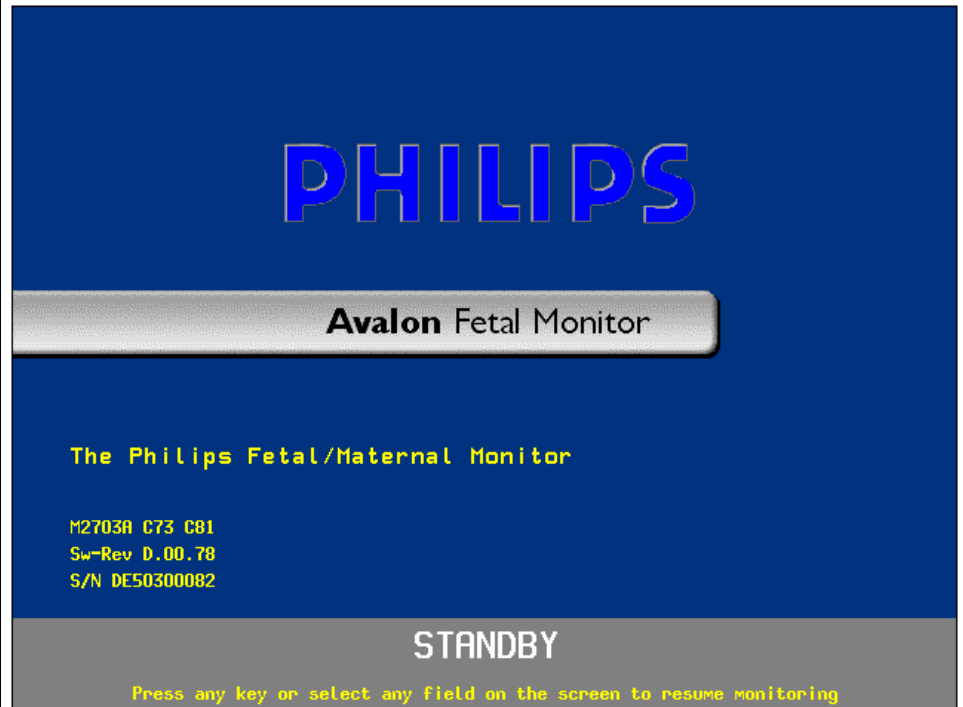 PHILIPS
Avalon Fetal Monitor
The Philips Fetal/Maternal Monitor
M2703A C73 C81
Sw-Rev D.00.78
S/N DE50300082
STANDBY
Press any key or select any field on the screen to resume monitoring